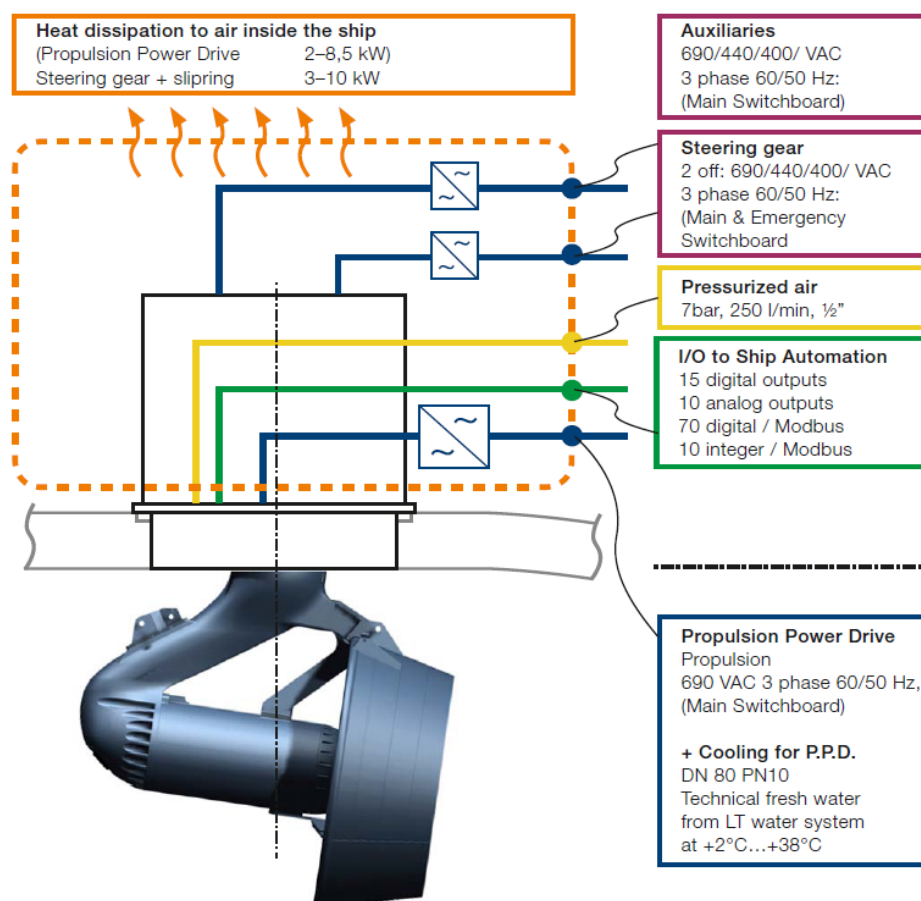 Heat dissipation to air inside the ship
(Propulsion Power Drive 2–8,5 kW)
Steering gear + slipring 3–10 kW
Auxiliaries
690/440/400/ VAC
3 phase 60/50 Hz:
(Main Switchboard)
Steering gear
2 off: 690/440/400/ VAC
3 phase 60/50 Hz:
(Main & Emergency
Switchboard
Pressurized air
7bar, 250 l/min, ½”
I/O to Ship Automation
15 digital outputs
10 analog outputs
70 digital / Modbus
10 integer / Modbus
Propulsion Power Drive
Propulsion
690 VAC 3 phase 60/50 Hz,
(Main Switchboard)
+ Cooling for P.P.D.
DN 80 PN10
Technical fresh water
from LT water system
at +2°C...+38°C